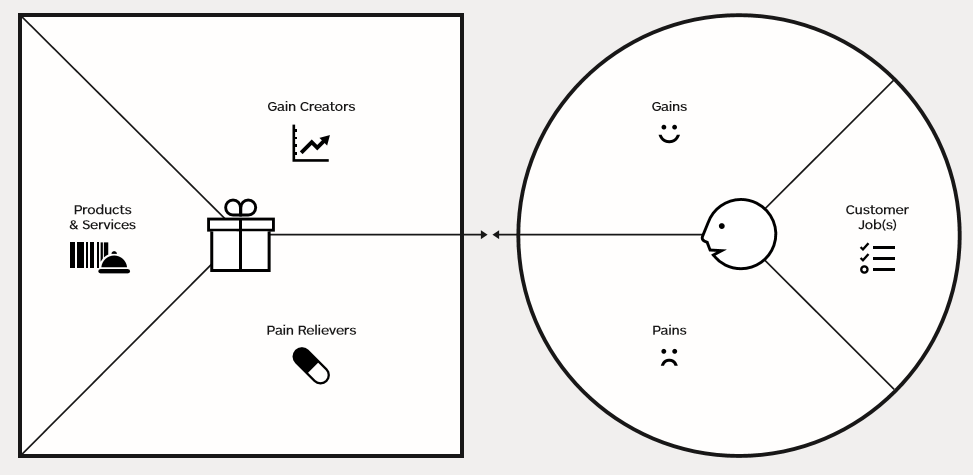 Gain Creators
Products
& Services
Pain Relievers
Gains
Customer
Job(s)
Pains